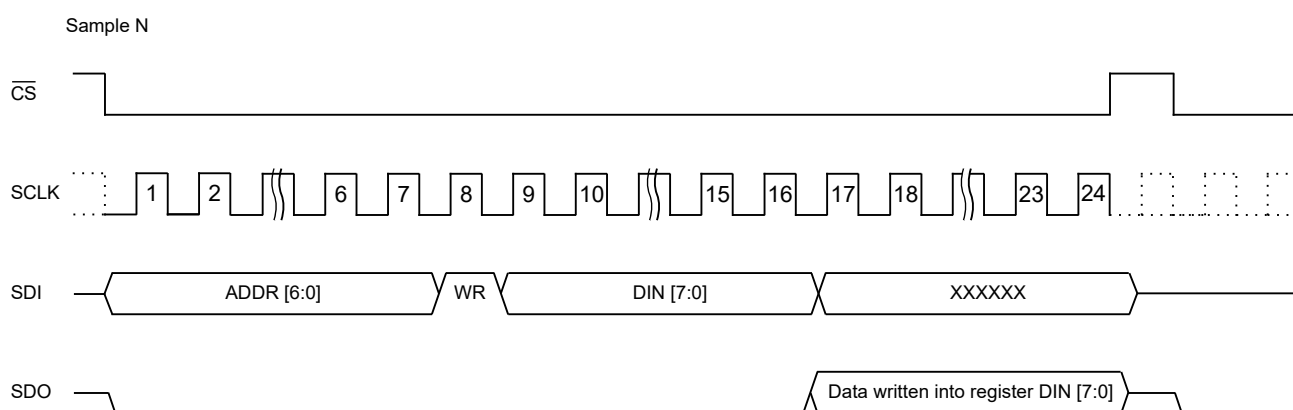 Sample N
CS
SCLK 1 2 6 7 8 9 10 15 16 17 18 23 24
SDI ADDR [6:0] WR DIN [7:0] XXXXXX
SDO Data written into register DIN [7:0]